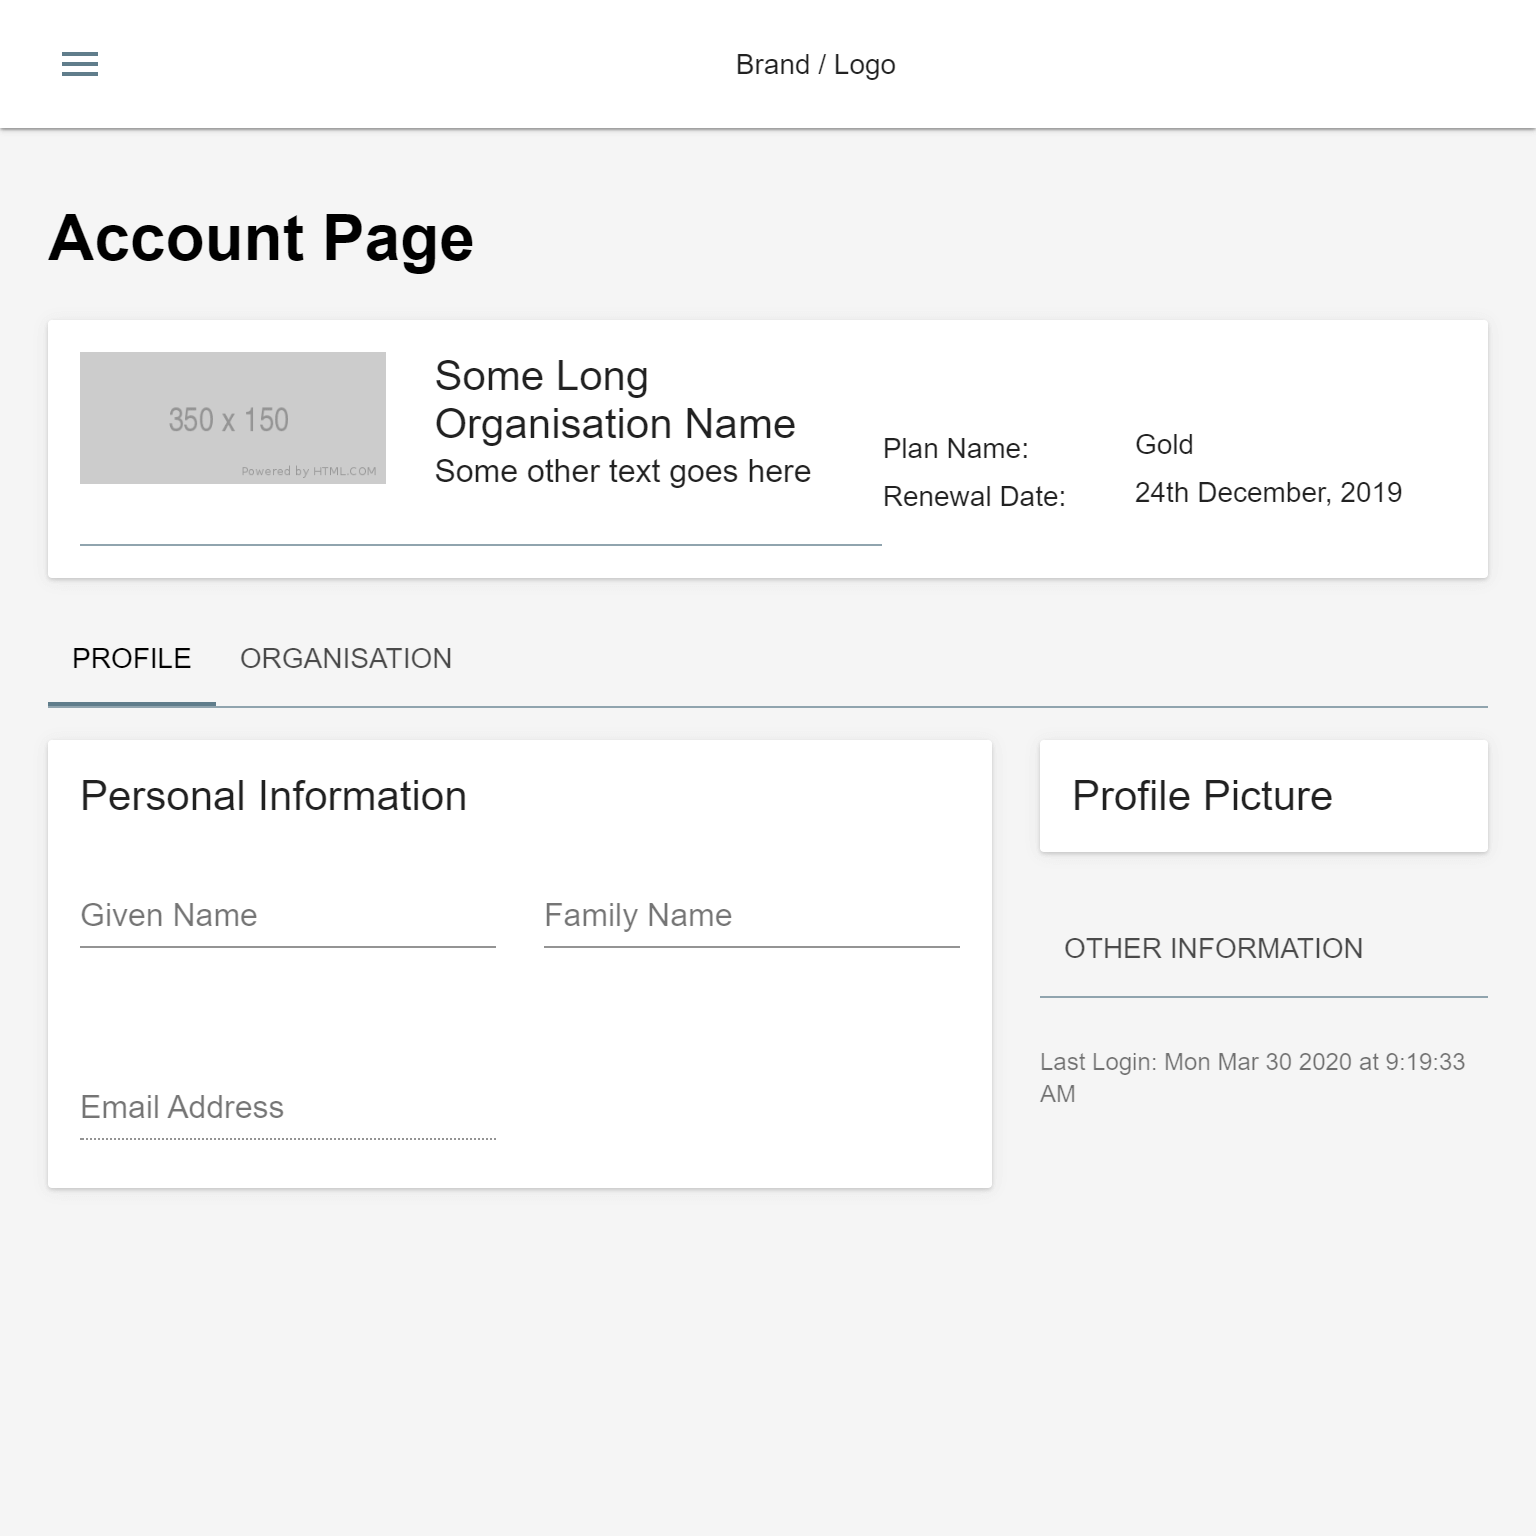 Brand / Logo
Account Page
350 x 150
Powered by HTML.COM
Some Long
Organisation Name
Some other text goes here
Plan Name:
Gold
Renewal Date:
24th December, 2019
PROFILE
ORGANISATION
Personal Information
Given Name
Family Name
Email Address
Profile Picture
OTHER INFORMATION
Last Login: Mon Mar 30 2020 at 9:19:33
AM